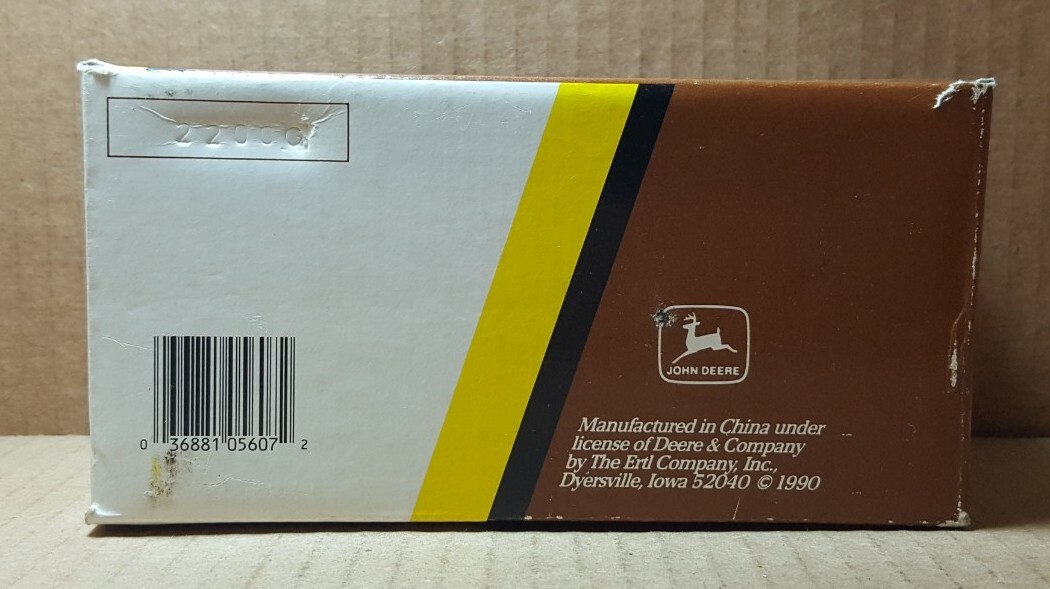 22000
JOHN DEERE
0 36881 05607 2
Manufactured in China under
license of Deere & Company
by The Ertl Company, Inc.,
Dyersville, Iowa 52040 © 1990